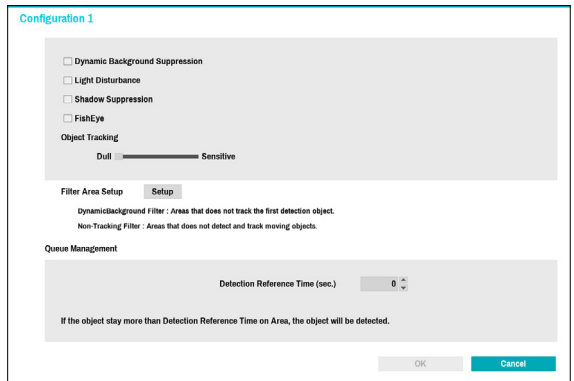 Configuration 1
Dynamic Background Suppression
Light Disturbance
Shadow Suppression
FishEye
Object Tracking
Dull Sensitive
Filter Area Setup Setup
DynamicBackground Filter : Areas that does not track the first detection object.
Non-Tracking Filter : Areas that does not detect and track moving objects.
Queue Management
Detection Reference Time (sec.) 0
If the object stay more than Detection Reference Time on Area, the object will be detected.
OK Cancel